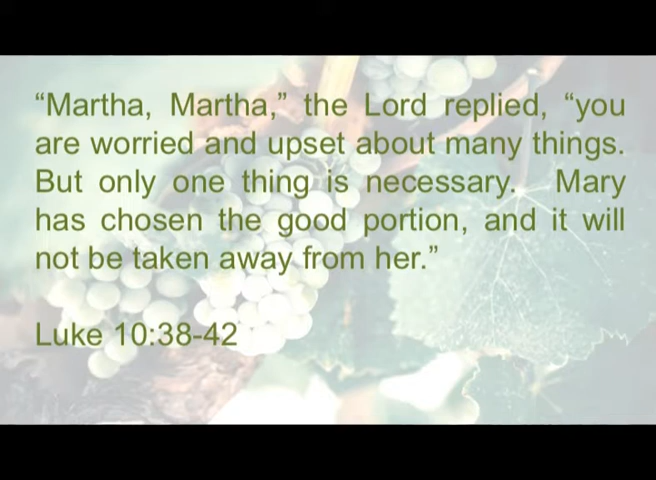 “Martha, Martha,” the Lord replied, “you
are worried and upset about many things.
But only one thing is necessary.  Mary
has chosen the good portion, and it will
not be taken away from her.”
Luke 10:38-42